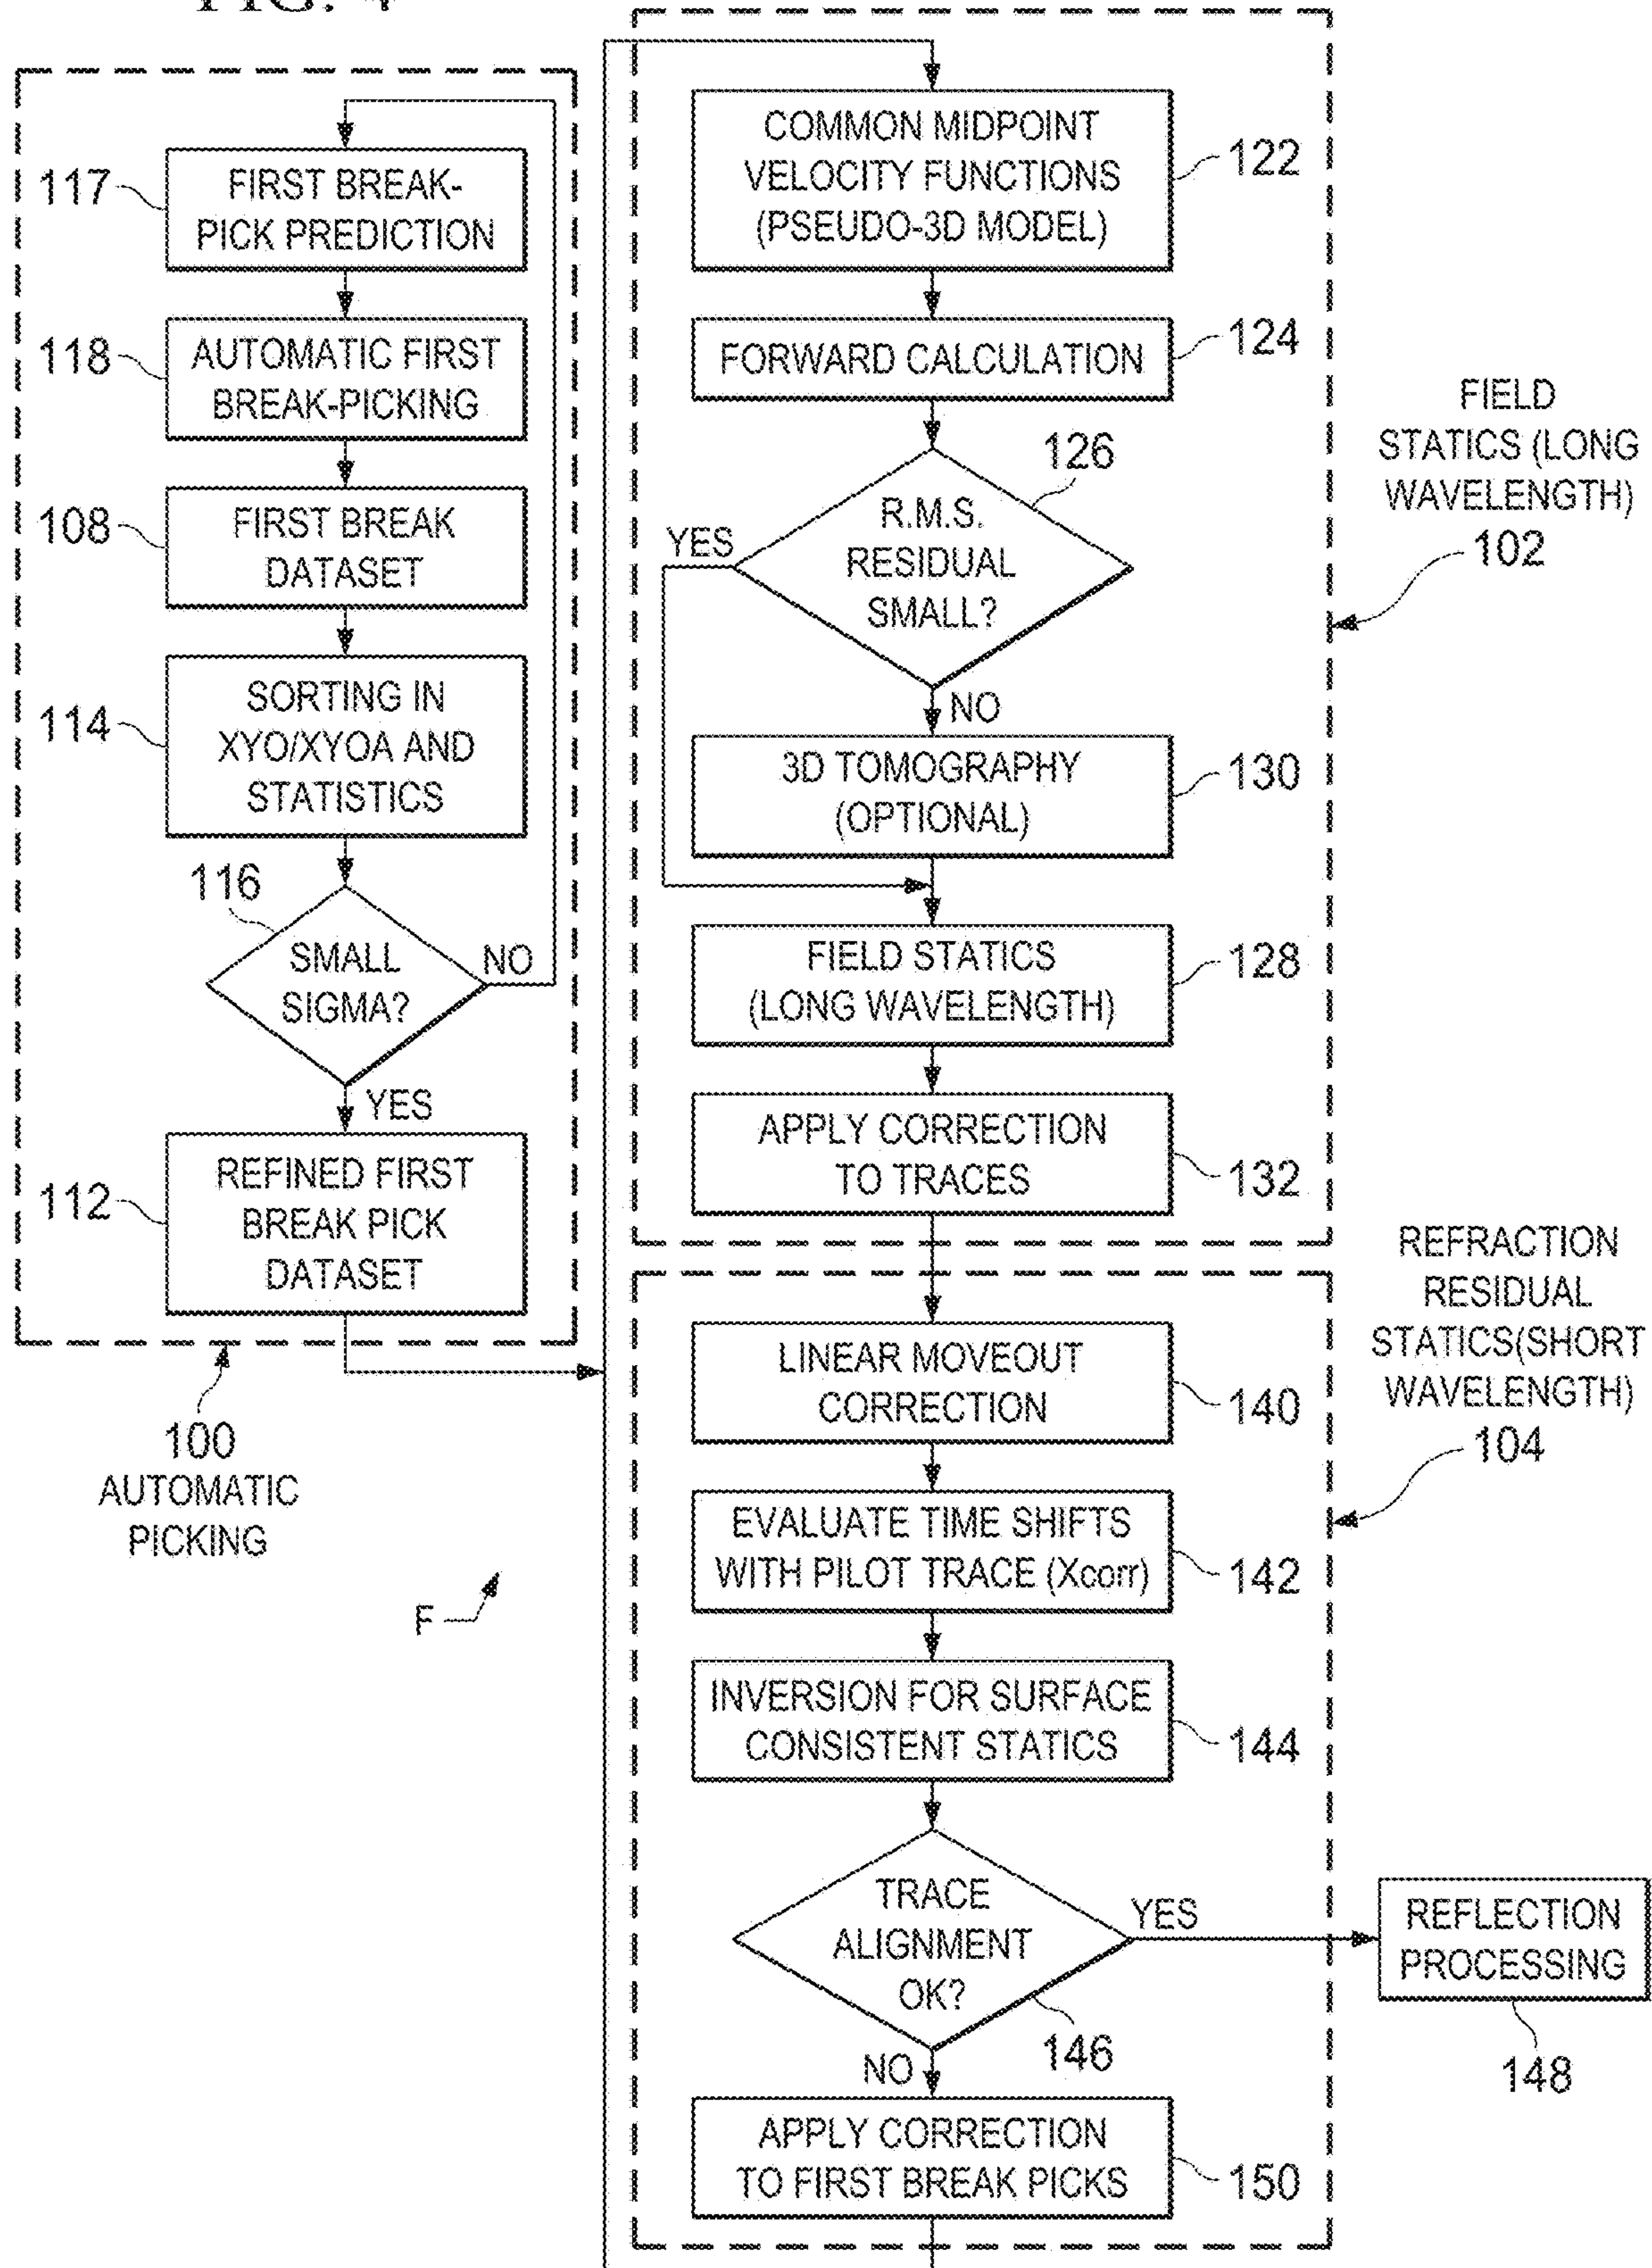 FIG. 4
117
FIRST BREAK-
PICK PREDICTION
118
AUTOMATIC FIRST
BREAK-PICKING
108
FIRST BREAK
DATASET
114
SORTING IN
XYO/XYOA AND
STATISTICS
116
SMALL
SIGMA?
NO
YES
112
REFINED FIRST
BREAK PICK
DATASET
100
AUTOMATIC
PICKING
F
COMMON MIDPOINT
VELOCITY FUNCTIONS
(PSEUDO-3D MODEL)
122
FORWARD CALCULATION
124
126
R.M.S.
RESIDUAL
SMALL?
YES
NO
3D TOMOGRAPHY
(OPTIONAL)
130
FIELD STATICS
(LONG WAVELENGTH)
128
APPLY CORRECTION
TO TRACES
132
FIELD
STATICS (LONG
WAVELENGTH)
102
LINEAR MOVEOUT
CORRECTION
140
EVALUATE TIME SHIFTS
WITH PILOT TRACE (Xcorr)
142
INVERSION FOR SURFACE
CONSISTENT STATICS
144
TRACE
ALIGNMENT
OK?
YES
146
NO
APPLY CORRECTION
TO FIRST BREAK PICKS
150
REFRACTION
RESIDUAL
STATICS(SHORT
WAVELENGTH)
104
REFLECTION
PROCESSING
148